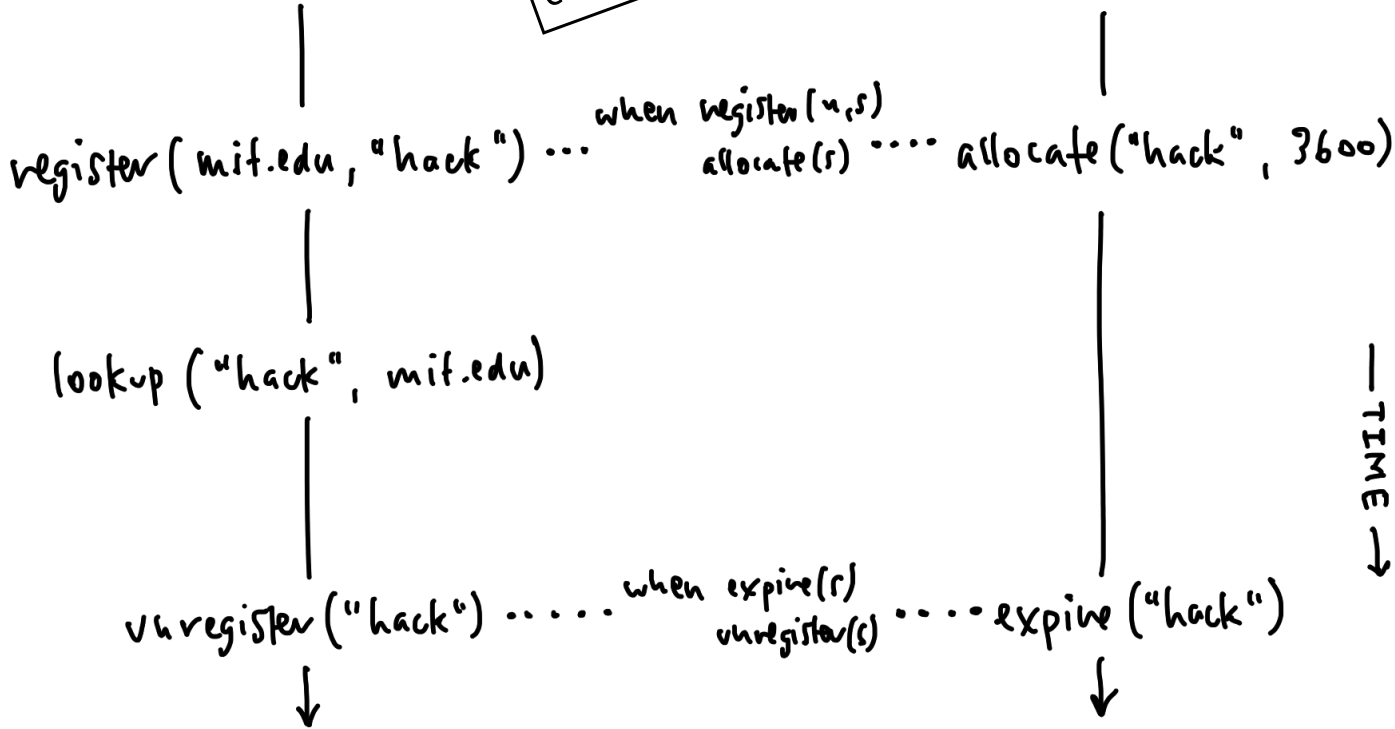 when register(u,s)
register( mit.edu, "hack") ... allocate(s) .... allocate("hack", 3600)
lookup ("hack", mit.edu)
— TIME →
when expire(s)
unregister("hack") ..... unregister(s) .... expire("hack")